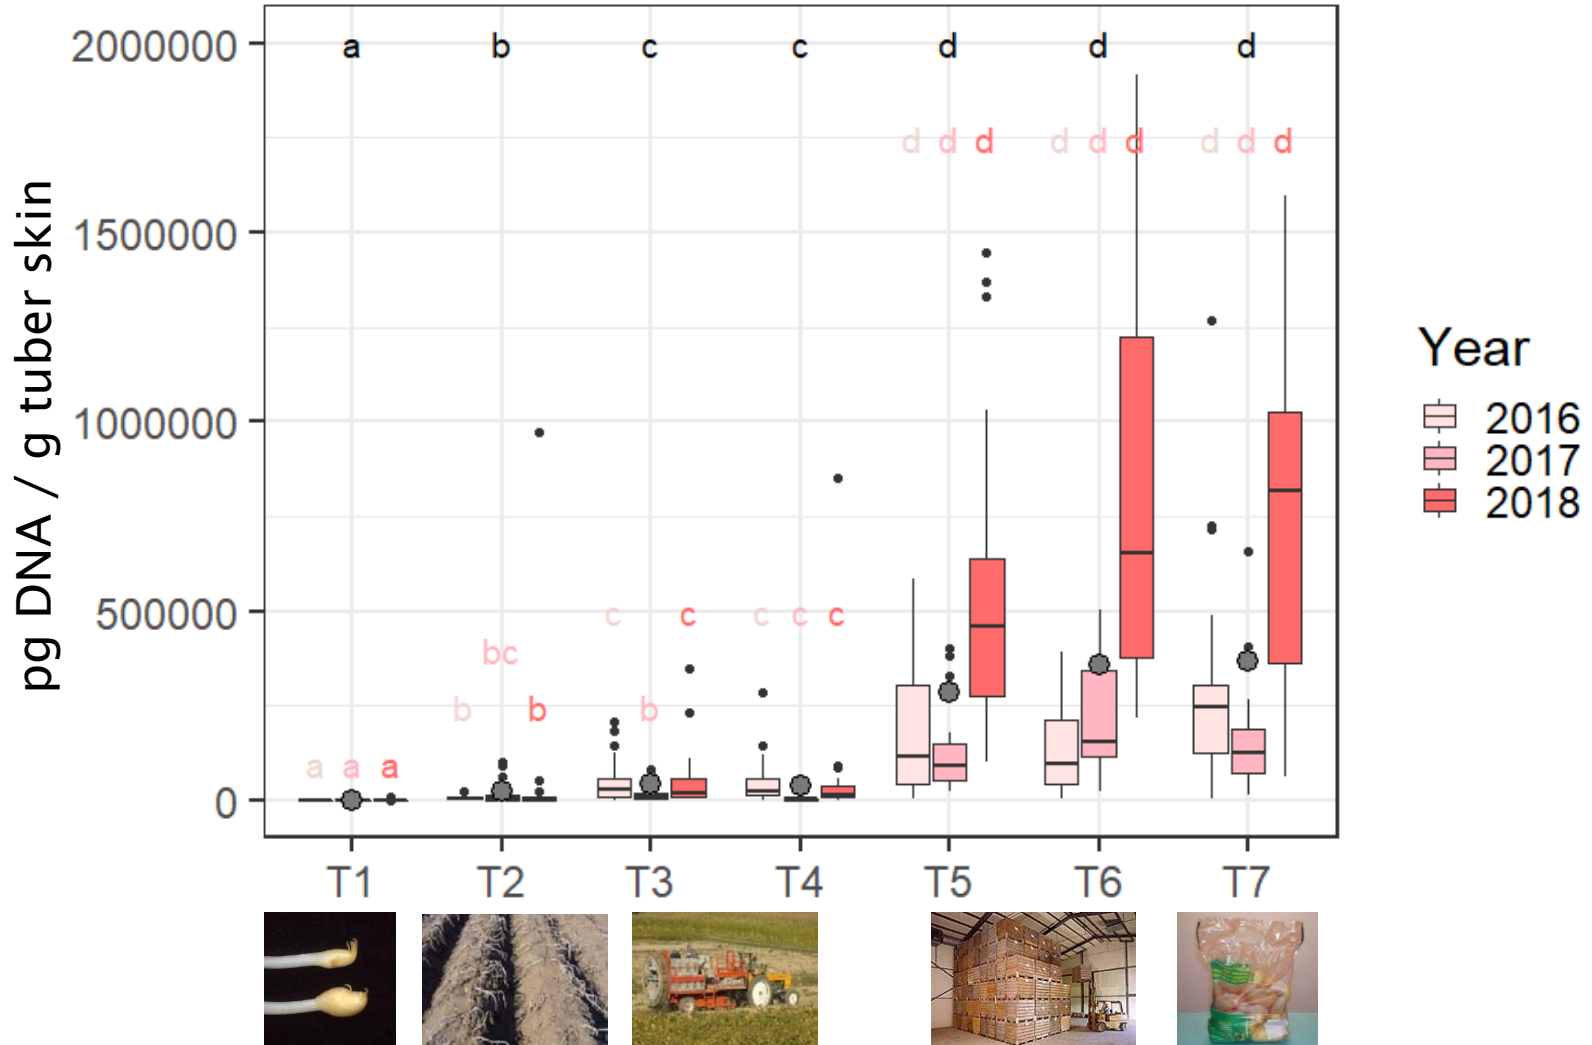 pg DNA / g tuber skin
2000000
1500000
1000000
500000
0
a b c c d d d
d d d d d d d d d
c c c c c
bc
b b b
a a a
T1 T2 T3 T4 T5 T6 T7
Year
2016
2017
2018